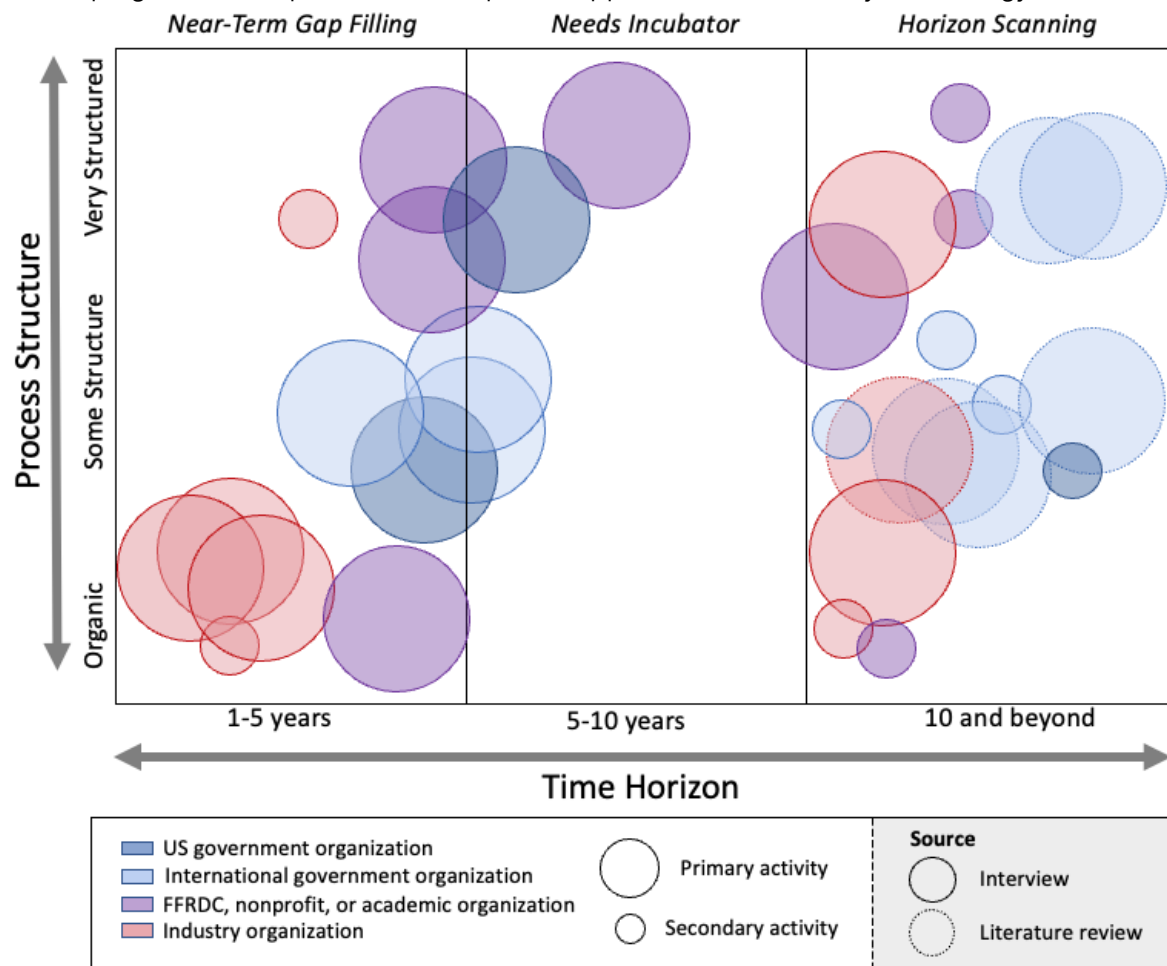 Near-Term Gap Filling
Needs Incubator
Horizon Scanning
Process Structure
Very Structured
Some Structure
Organic
1-5 years
5-10 years
10 and beyond
Time Horizon
US government organization
International government organization
FFRDC, nonprofit, or academic organization
Industry organization
Primary activity
Secondary activity
Source
Interview
Literature review